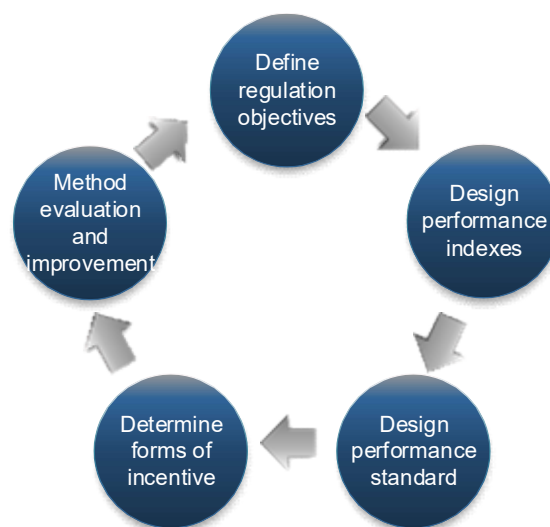 Define
regulation
objectives
Design
performance
indexes
Design
performance
standard
Determine
forms of
incentive
Method
evaluation
and
improvement